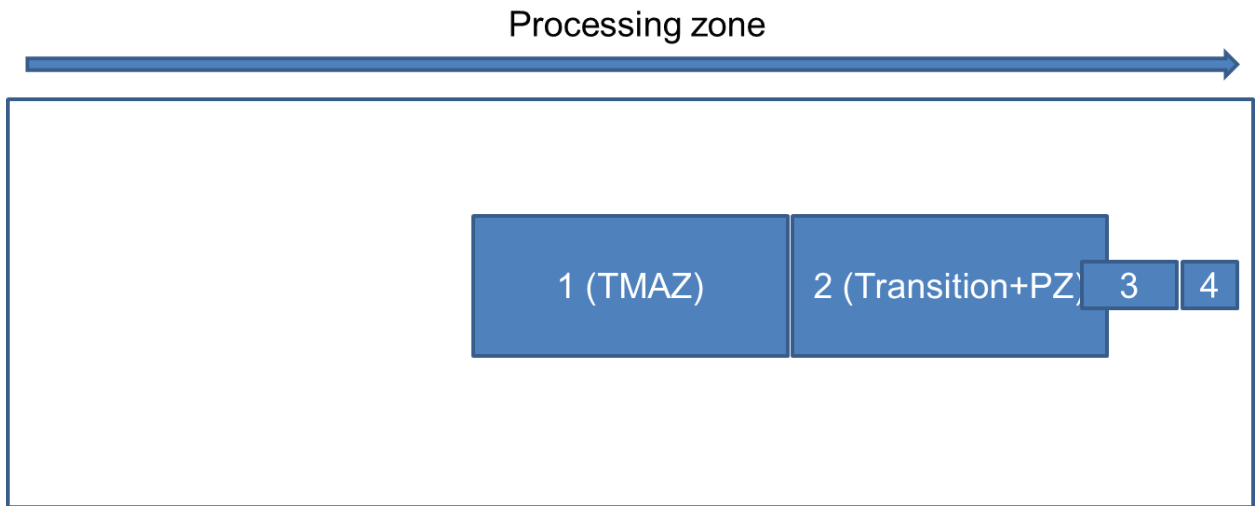 Processing zone
1 (TMAZ)
2 (Transition+PZ)
3
4